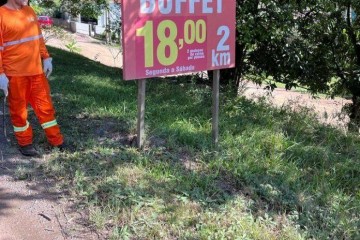 BUFFET
18,00 2
km
Segunda a Sábado